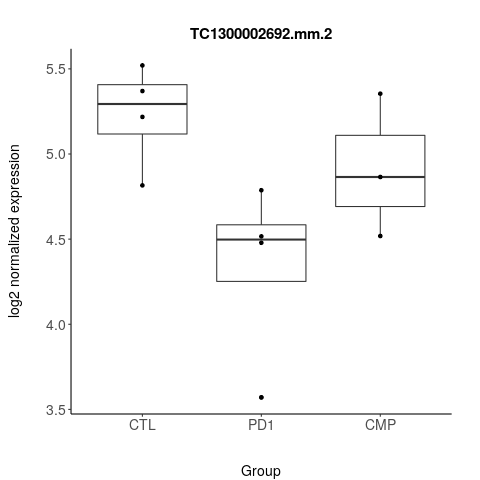 TC1300002692.mm.2
log2 normalized expression
5.5
5.0
4.5
4.0
3.5
CTL
PD1
CMP
Group